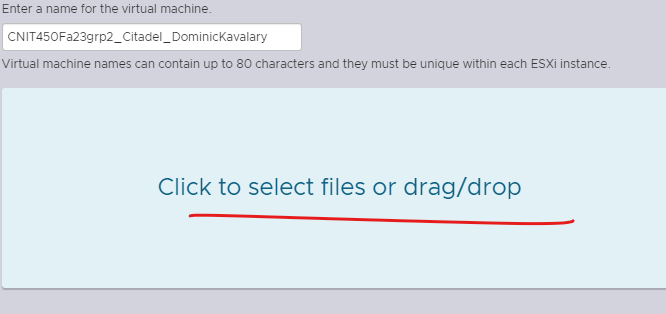 Enter a name for the virtual machine.
CNIT450Fa23grp2_Citadel_DominicKavalary
Virtual machine names can contain up to 80 characters and they must be unique within each ESXi instance.
Click to select files or drag/drop